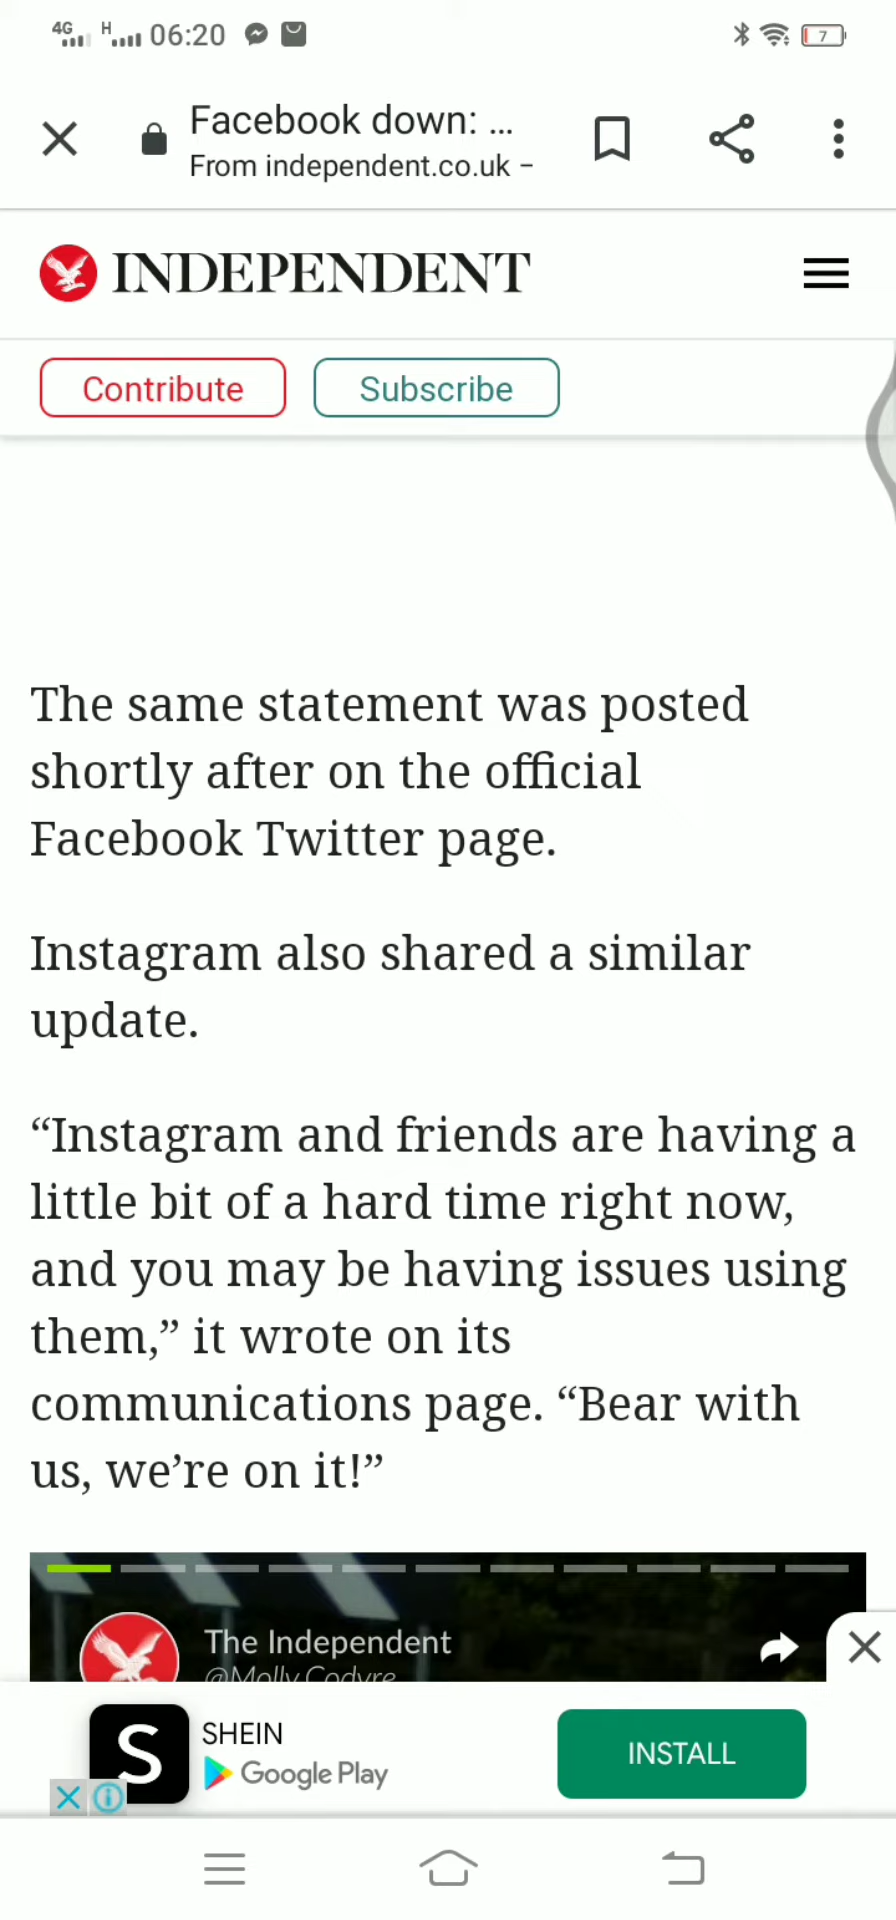 4G H 06:20 7
Facebook down: ...
From independent.co.uk –
INDEPENDENT
Contribute Subscribe
The same statement was posted
shortly after on the official
Facebook Twitter page.
Instagram also shared a similar
update.
“Instagram and friends are having a
little bit of a hard time right now,
and you may be having issues using
them,” it wrote on its
communications page. “Bear with
us, we’re on it!”
The Independent
@Molly Codyre
S SHEIN
Google Play
INSTALL